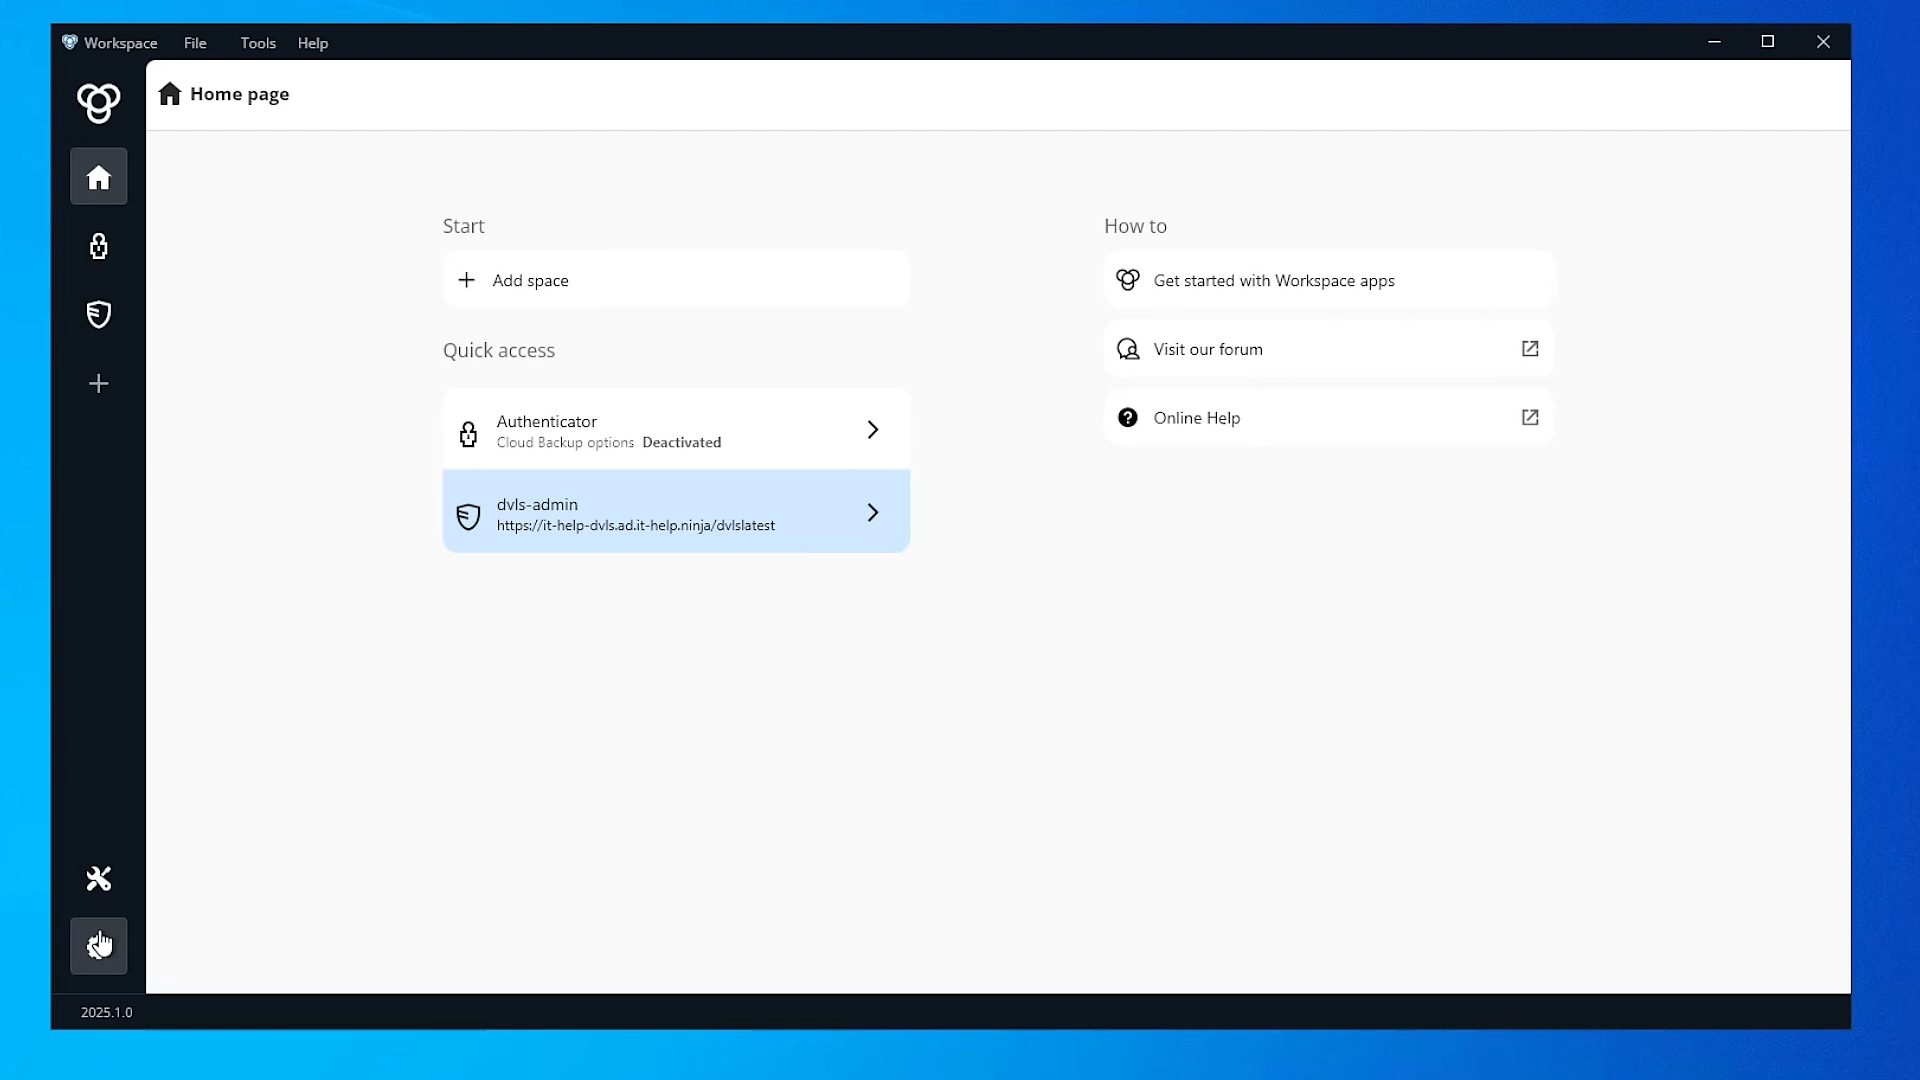 Workspace File Tools Help
Home page
Start
Add space
Quick access
Authenticator
Cloud Backup options Deactivated
dvls-admin
https://it-help-dvls.ad.it-help.ninja/dvlslatest
How to
Get started with Workspace apps
Visit our forum
Online Help
2025.1.0